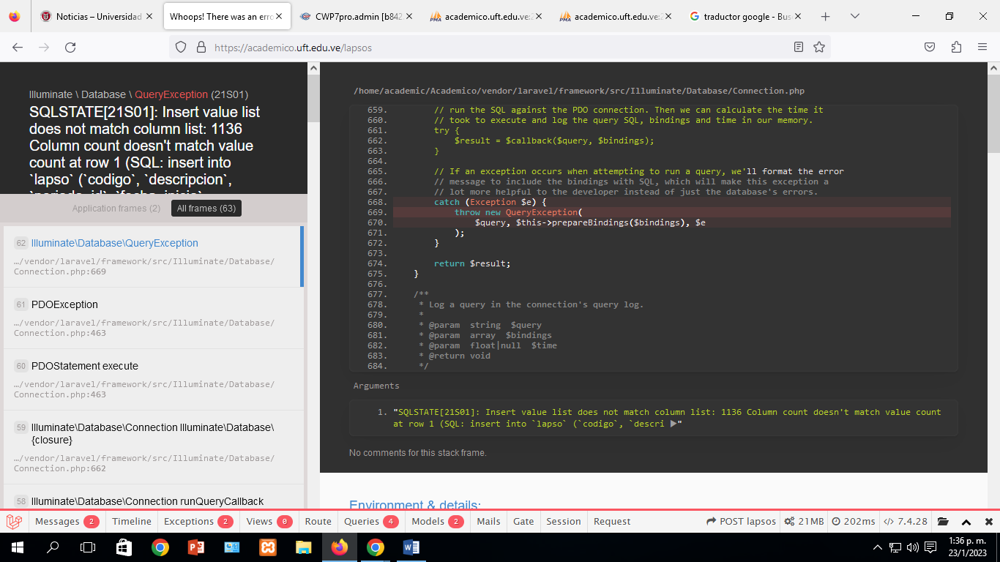 Noticias – Universidad
Whoops! There was an erro
CWP7pro.admin [b842
academico.uft.edu.ve:2
academico.uft.edu.ve:2
traductor google - Bus
https://academico.uft.edu.ve/lapsos
Illuminate \ Database \ QueryException (21S01)
SQLSTATE[21S01]: Insert value list
does not match column list: 1136
Column count doesn't match value
count at row 1 (SQL: insert into
`lapso` (`codigo`, `descripcion`,
`periodo_id`, `fecha_inicio`,
Application frames (2)
All frames (63)
62 Illuminate\Database\QueryException
…/vendor/laravel/framework/src/Illuminate/Database/
Connection.php:669
61 PDOException
…/vendor/laravel/framework/src/Illuminate/Database/
Connection.php:463
60 PDOStatement execute
…/vendor/laravel/framework/src/Illuminate/Database/
Connection.php:463
59 Illuminate\Database\Connection Illuminate\Database\
{closure}
…/vendor/laravel/framework/src/Illuminate/Database/
Connection.php:662
58 Illuminate\Database\Connection runQueryCallback
/home/academic/Academico/vendor/laravel/framework/src/Illuminate/Database/Connection.php
659. // run the SQL against the PDO connection. Then we can calculate the time it
660. // took to execute and log the query SQL, bindings and time in our memory.
661. try {
662. $result = $callback($query, $bindings);
663. }
664.
665. // If an exception occurs when attempting to run a query, we'll format the error
666. // message to include the bindings with SQL, which will make this exception a
667. // lot more helpful to the developer instead of just the database's errors.
668. catch (Exception $e) {
669. throw new QueryException(
670. $query, $this->prepareBindings($bindings), $e
671. );
672. }
673.
674. return $result;
675. }
676.
677. /**
678. * Log a query in the connection's query log.
679. *
680. * @param string $query
681. * @param array $bindings
682. * @param float|null $time
683. * @return void
684. */
Arguments
1. "SQLSTATE[21S01]: Insert value list does not match column list: 1136 Column count doesn't match value count
at row 1 (SQL: insert into `lapso` (`codigo`, `descri ▶"
No comments for this stack frame.
Environment & details:
Messages 2
Timeline
Exceptions 2
Views 0
Route
Queries 4
Models 2
Mails
Gate
Session
Request
POST lapsos
21MB
202ms
7.4.28
1:36 p. m.
23/1/2023